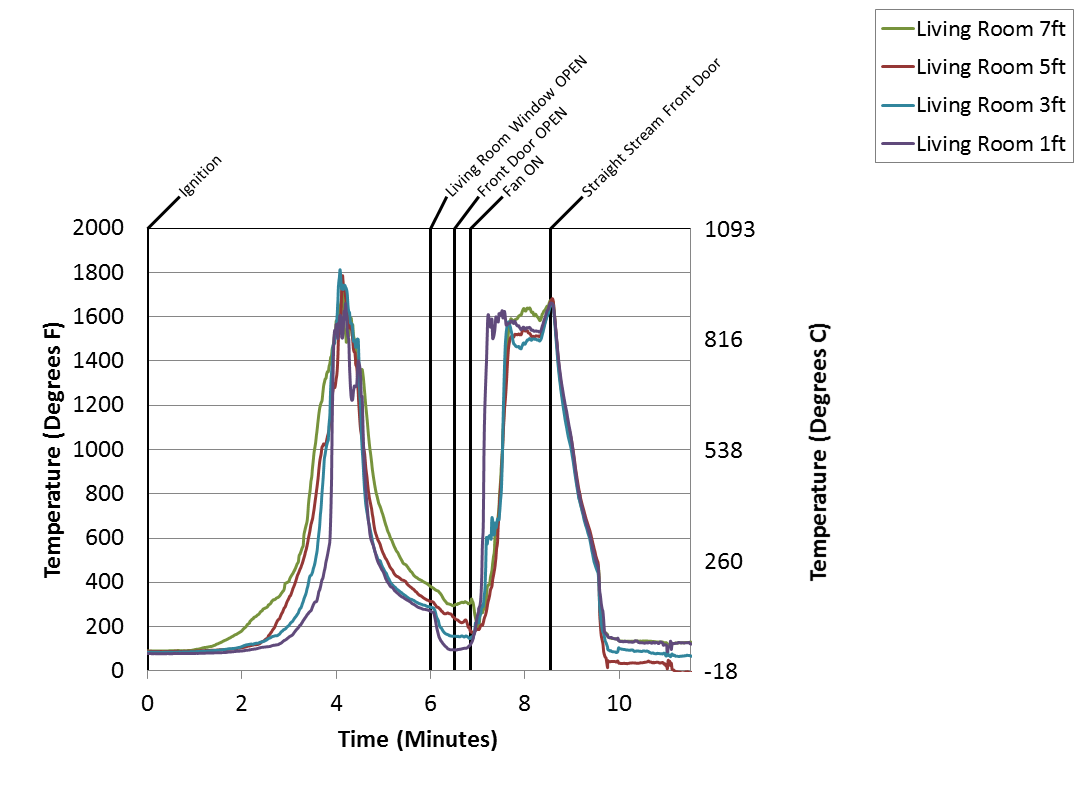 Living Room 7ft
Living Room 5ft
Living Room 3ft
Living Room 1ft
Ignition
Living Room Window OPEN
Front Door OPEN
Fan ON
Straight Stream Front Door
Temperature (Degrees F)
2000
1800
1600
1400
1200
1000
800
600
400
200
0
1093
816
538
260
-18
Temperature (Degrees C)
0 2 4 6 8 10
Time (Minutes)